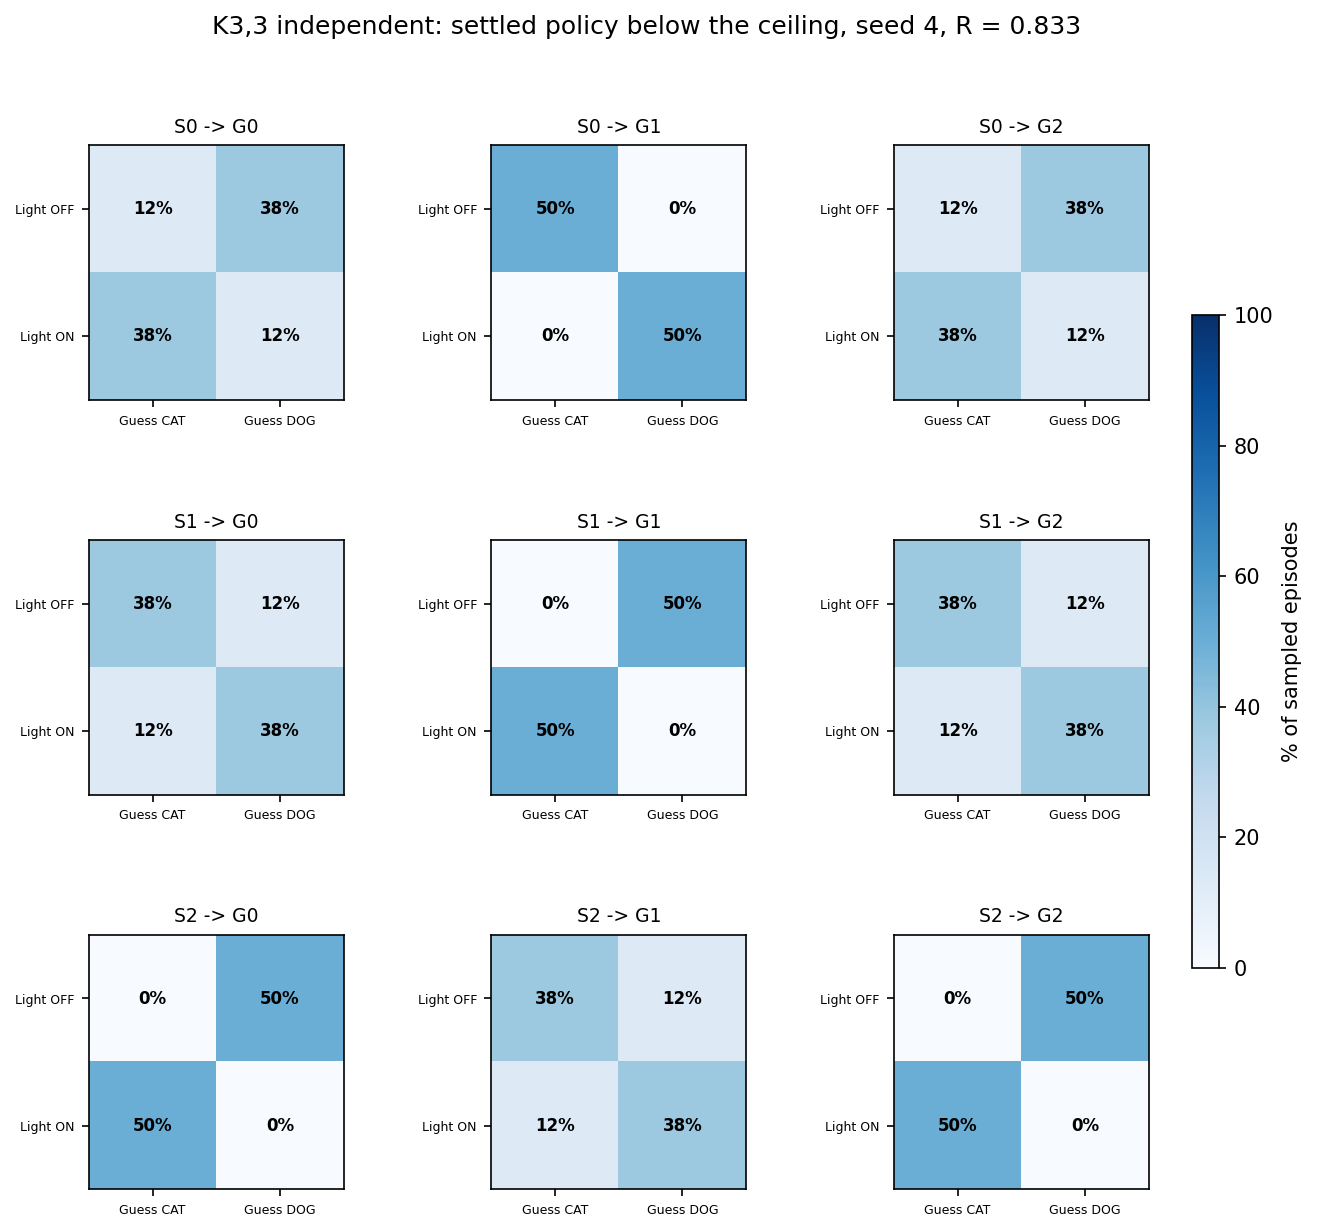 K3,3 independent: settled policy below the ceiling, seed 4, R = 0.833
S0 -> G0
S0 -> G1
S0 -> G2
Light OFF
12%
38%
Light OFF
50%
0%
Light OFF
12%
38%
Light ON
38%
12%
Light ON
0%
50%
Light ON
38%
12%
Guess CAT
Guess DOG
Guess CAT
Guess DOG
Guess CAT
Guess DOG
S1 -> G0
S1 -> G1
S1 -> G2
Light OFF
38%
12%
Light OFF
0%
50%
Light OFF
38%
12%
Light ON
12%
38%
Light ON
50%
0%
Light ON
12%
38%
Guess CAT
Guess DOG
Guess CAT
Guess DOG
Guess CAT
Guess DOG
S2 -> G0
S2 -> G1
S2 -> G2
Light OFF
0%
50%
Light OFF
38%
12%
Light OFF
0%
50%
Light ON
50%
0%
Light ON
12%
38%
Light ON
50%
0%
Guess CAT
Guess DOG
Guess CAT
Guess DOG
Guess CAT
Guess DOG
100
80
60
40
20
0
% of sampled episodes